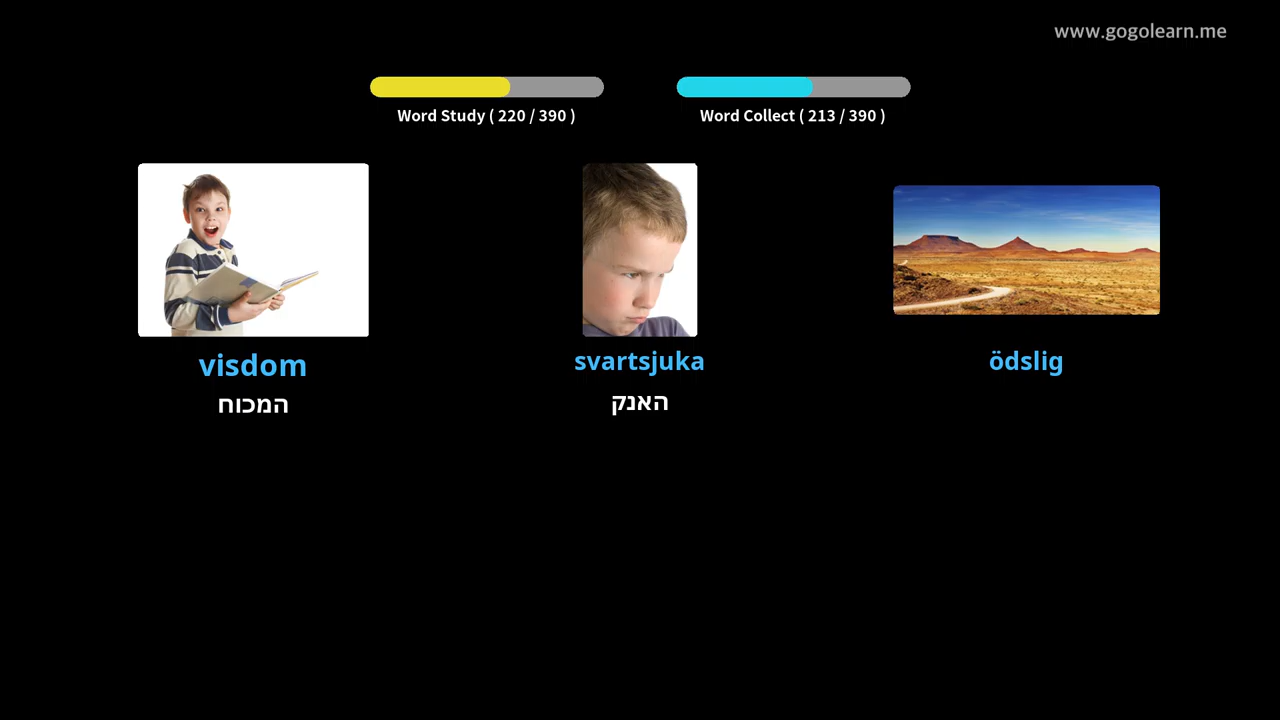 www.gogolearn.me
Word Study ( 220 / 390 )
Word Collect ( 213 / 390 )
visdom
המכוח
svartsjuka
האנק
ödslig